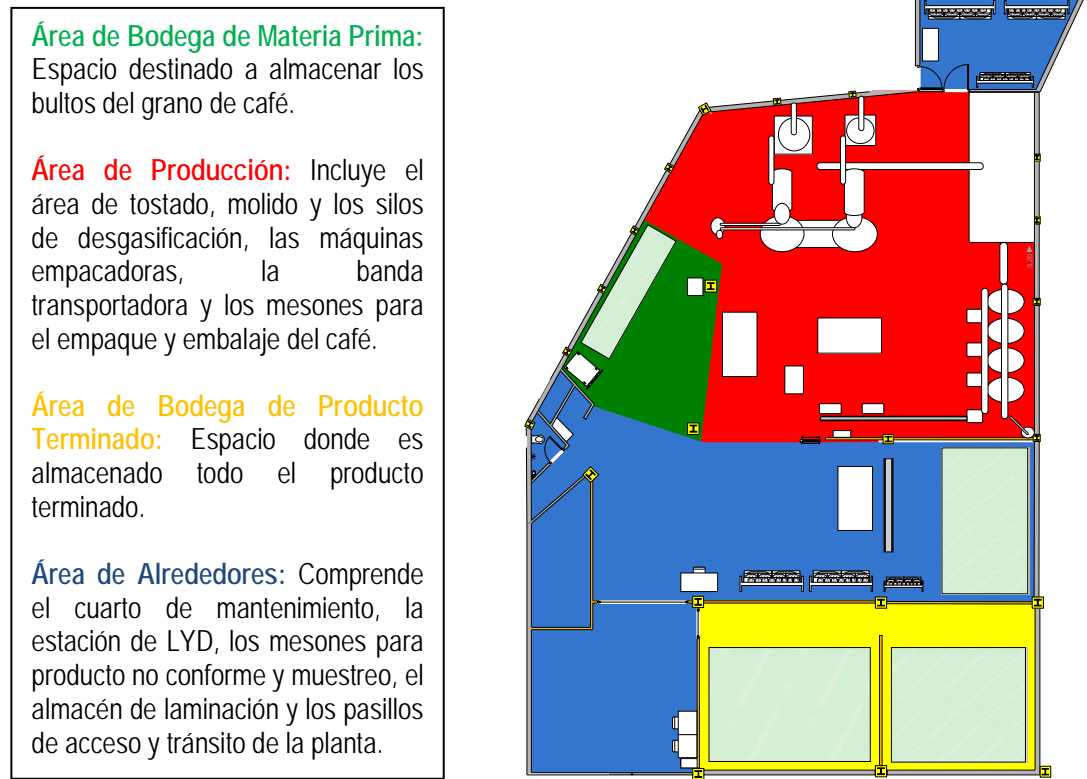 Área de Bodega de Materia Prima:
Espacio destinado a almacenar los
bultos del grano de café.
Área de Producción: Incluye el
área de tostado, molido y los silos
de desgasificación, las máquinas
empacadoras, la banda
transportadora y los mesones para
el empaque y embalaje del café.
Área de Bodega de Producto
Terminado: Espacio donde es
almacenado todo el producto
terminado.
Área de Alrededores: Comprende
el cuarto de mantenimiento, la
estación de LYD, los mesones para
producto no conforme y muestreo, el
almacén de laminación y los pasillos
de acceso y tránsito de la planta.
3,20